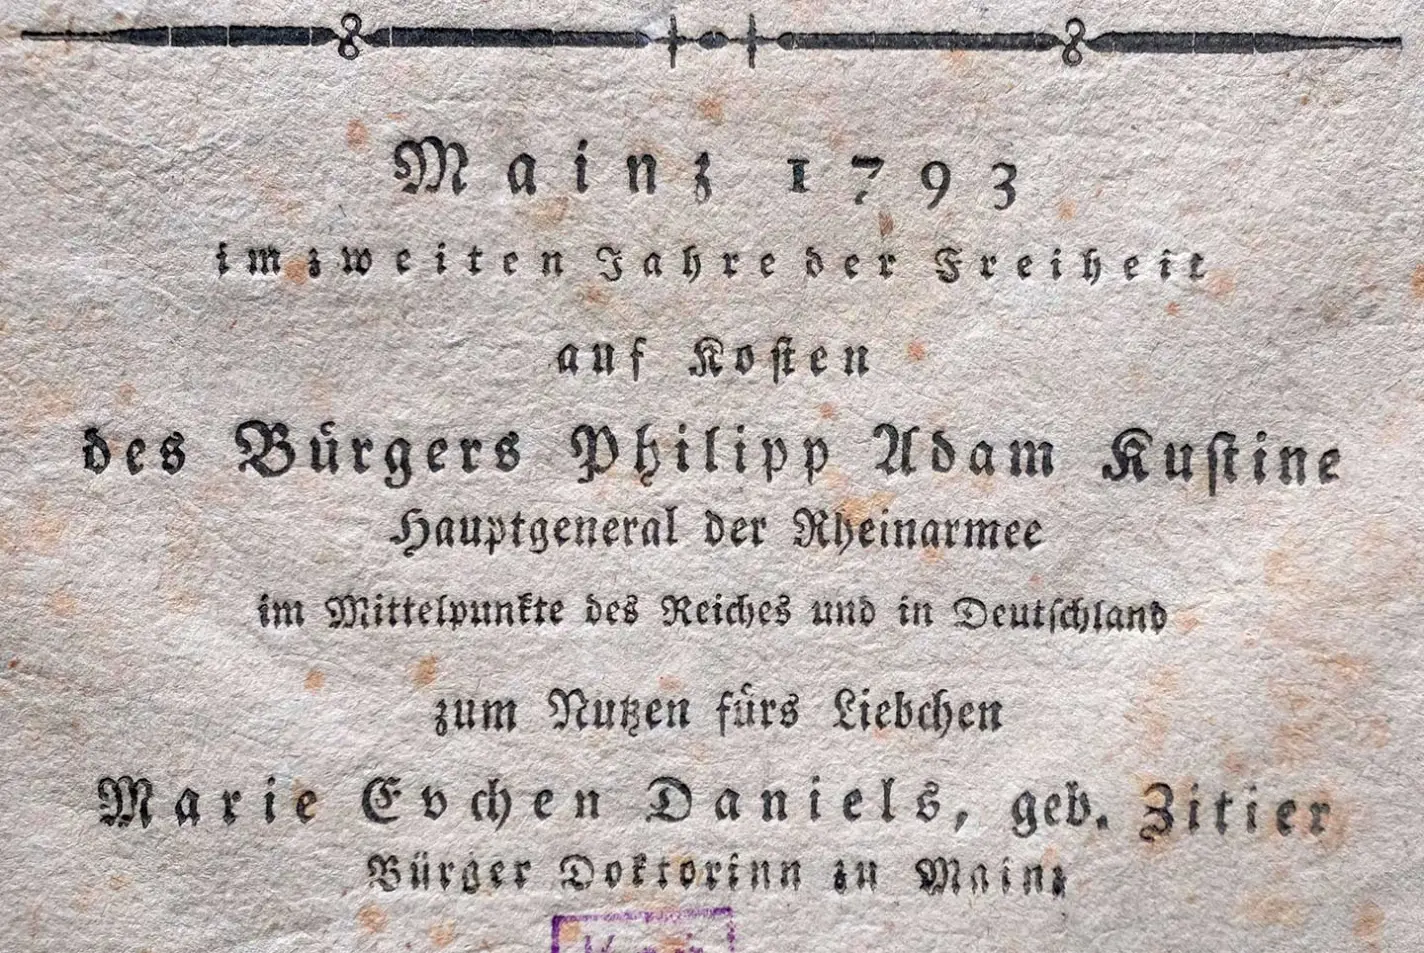 Mainz 1793
im zweiten Jahre der Freiheit
auf Koſten
des Bürgers Philipp Adam Kuſtine
Hauptgeneral der Rheinarmee
im Mittelpunkte des Reiches und in Deutſchland
zum Nutzen fürs Liebchen
Marie Evchen Daniels, geb. Zitier
Bürger Doktorinn zu Mainz